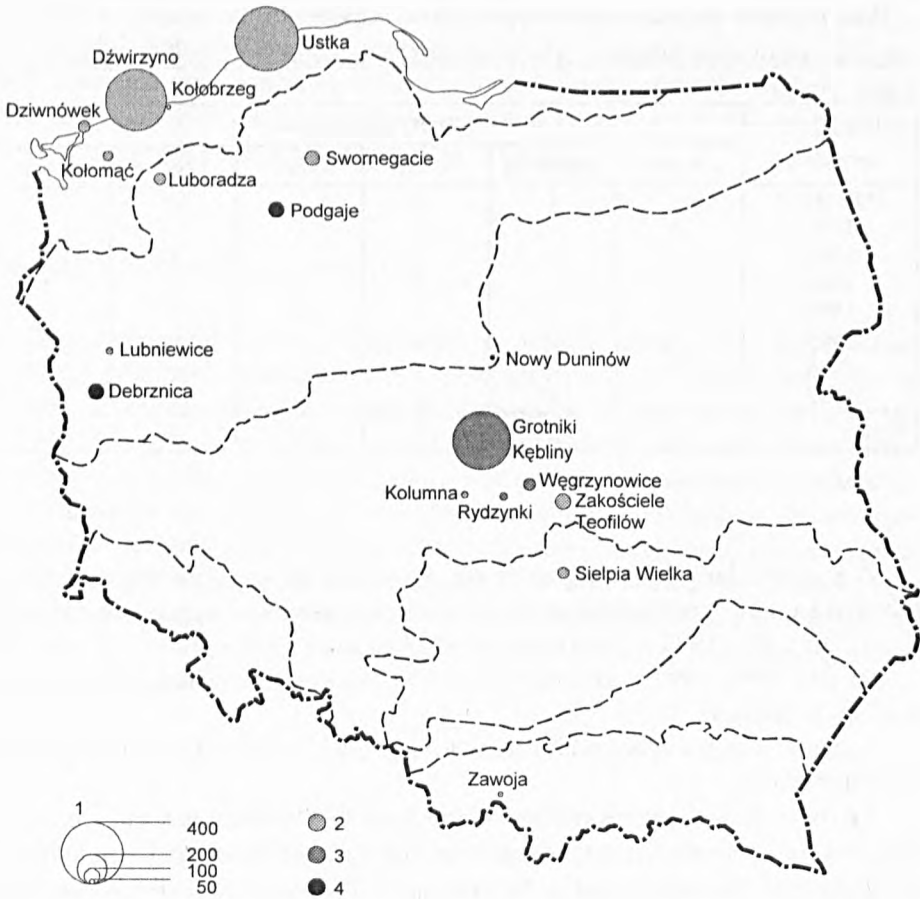 Ustka
Dźwirzyno
Kołobrzeg
Dziwnówek
Kołomąć
Swornegacie
Luboradza
Podgaje
Lubniewice
Nowy Duninów
Debrznica
Grotniki
Kębliny
Węgrzynowice
Kolumna
Zakościele
Rydzynki
Teofilów
Sielpia Wielka
Zawoja
1
400
200
100
50
2
3
4